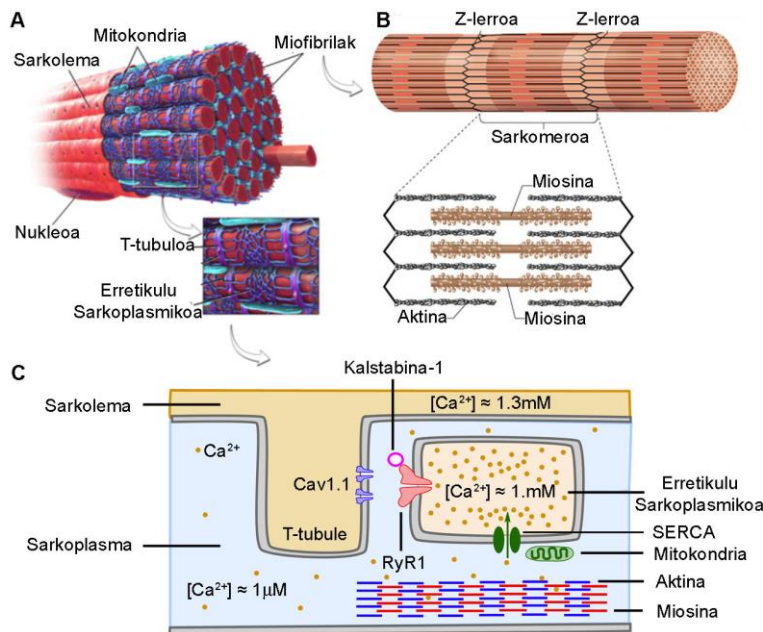 A
Mitokondria
Miofibrilak
Sarkolema
Nukleoa
T-tubuloa
Erretikulu
Sarkoplasmikoa
B
Z-lerroa
Z-lerroa
Sarkomeroa
Miosina
Aktina
Miosina
C
Kalstabina-1
Sarkolema
[Ca²⁺] ≈ 1.3mM
Ca²⁺
Cav1.1
[Ca²⁺] ≈ 1.mM
Erretikulu
Sarkoplasmikoa
T-tubule
SERCA
Sarkoplasma
RyR1
Mitokondria
[Ca²⁺] ≈ 1μM
Aktina
Miosina